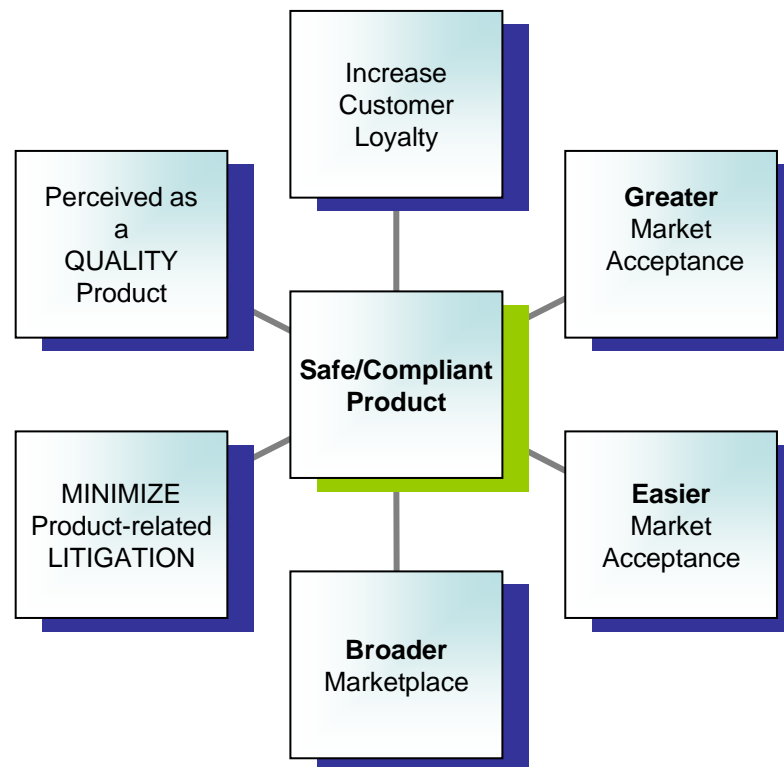 Increase
Customer
Loyalty
Perceived as
a
QUALITY
Product
Greater
Market
Acceptance
Safe/Compliant
Product
MINIMIZE
Product-related
LITIGATION
Easier
Market
Acceptance
Broader
Marketplace